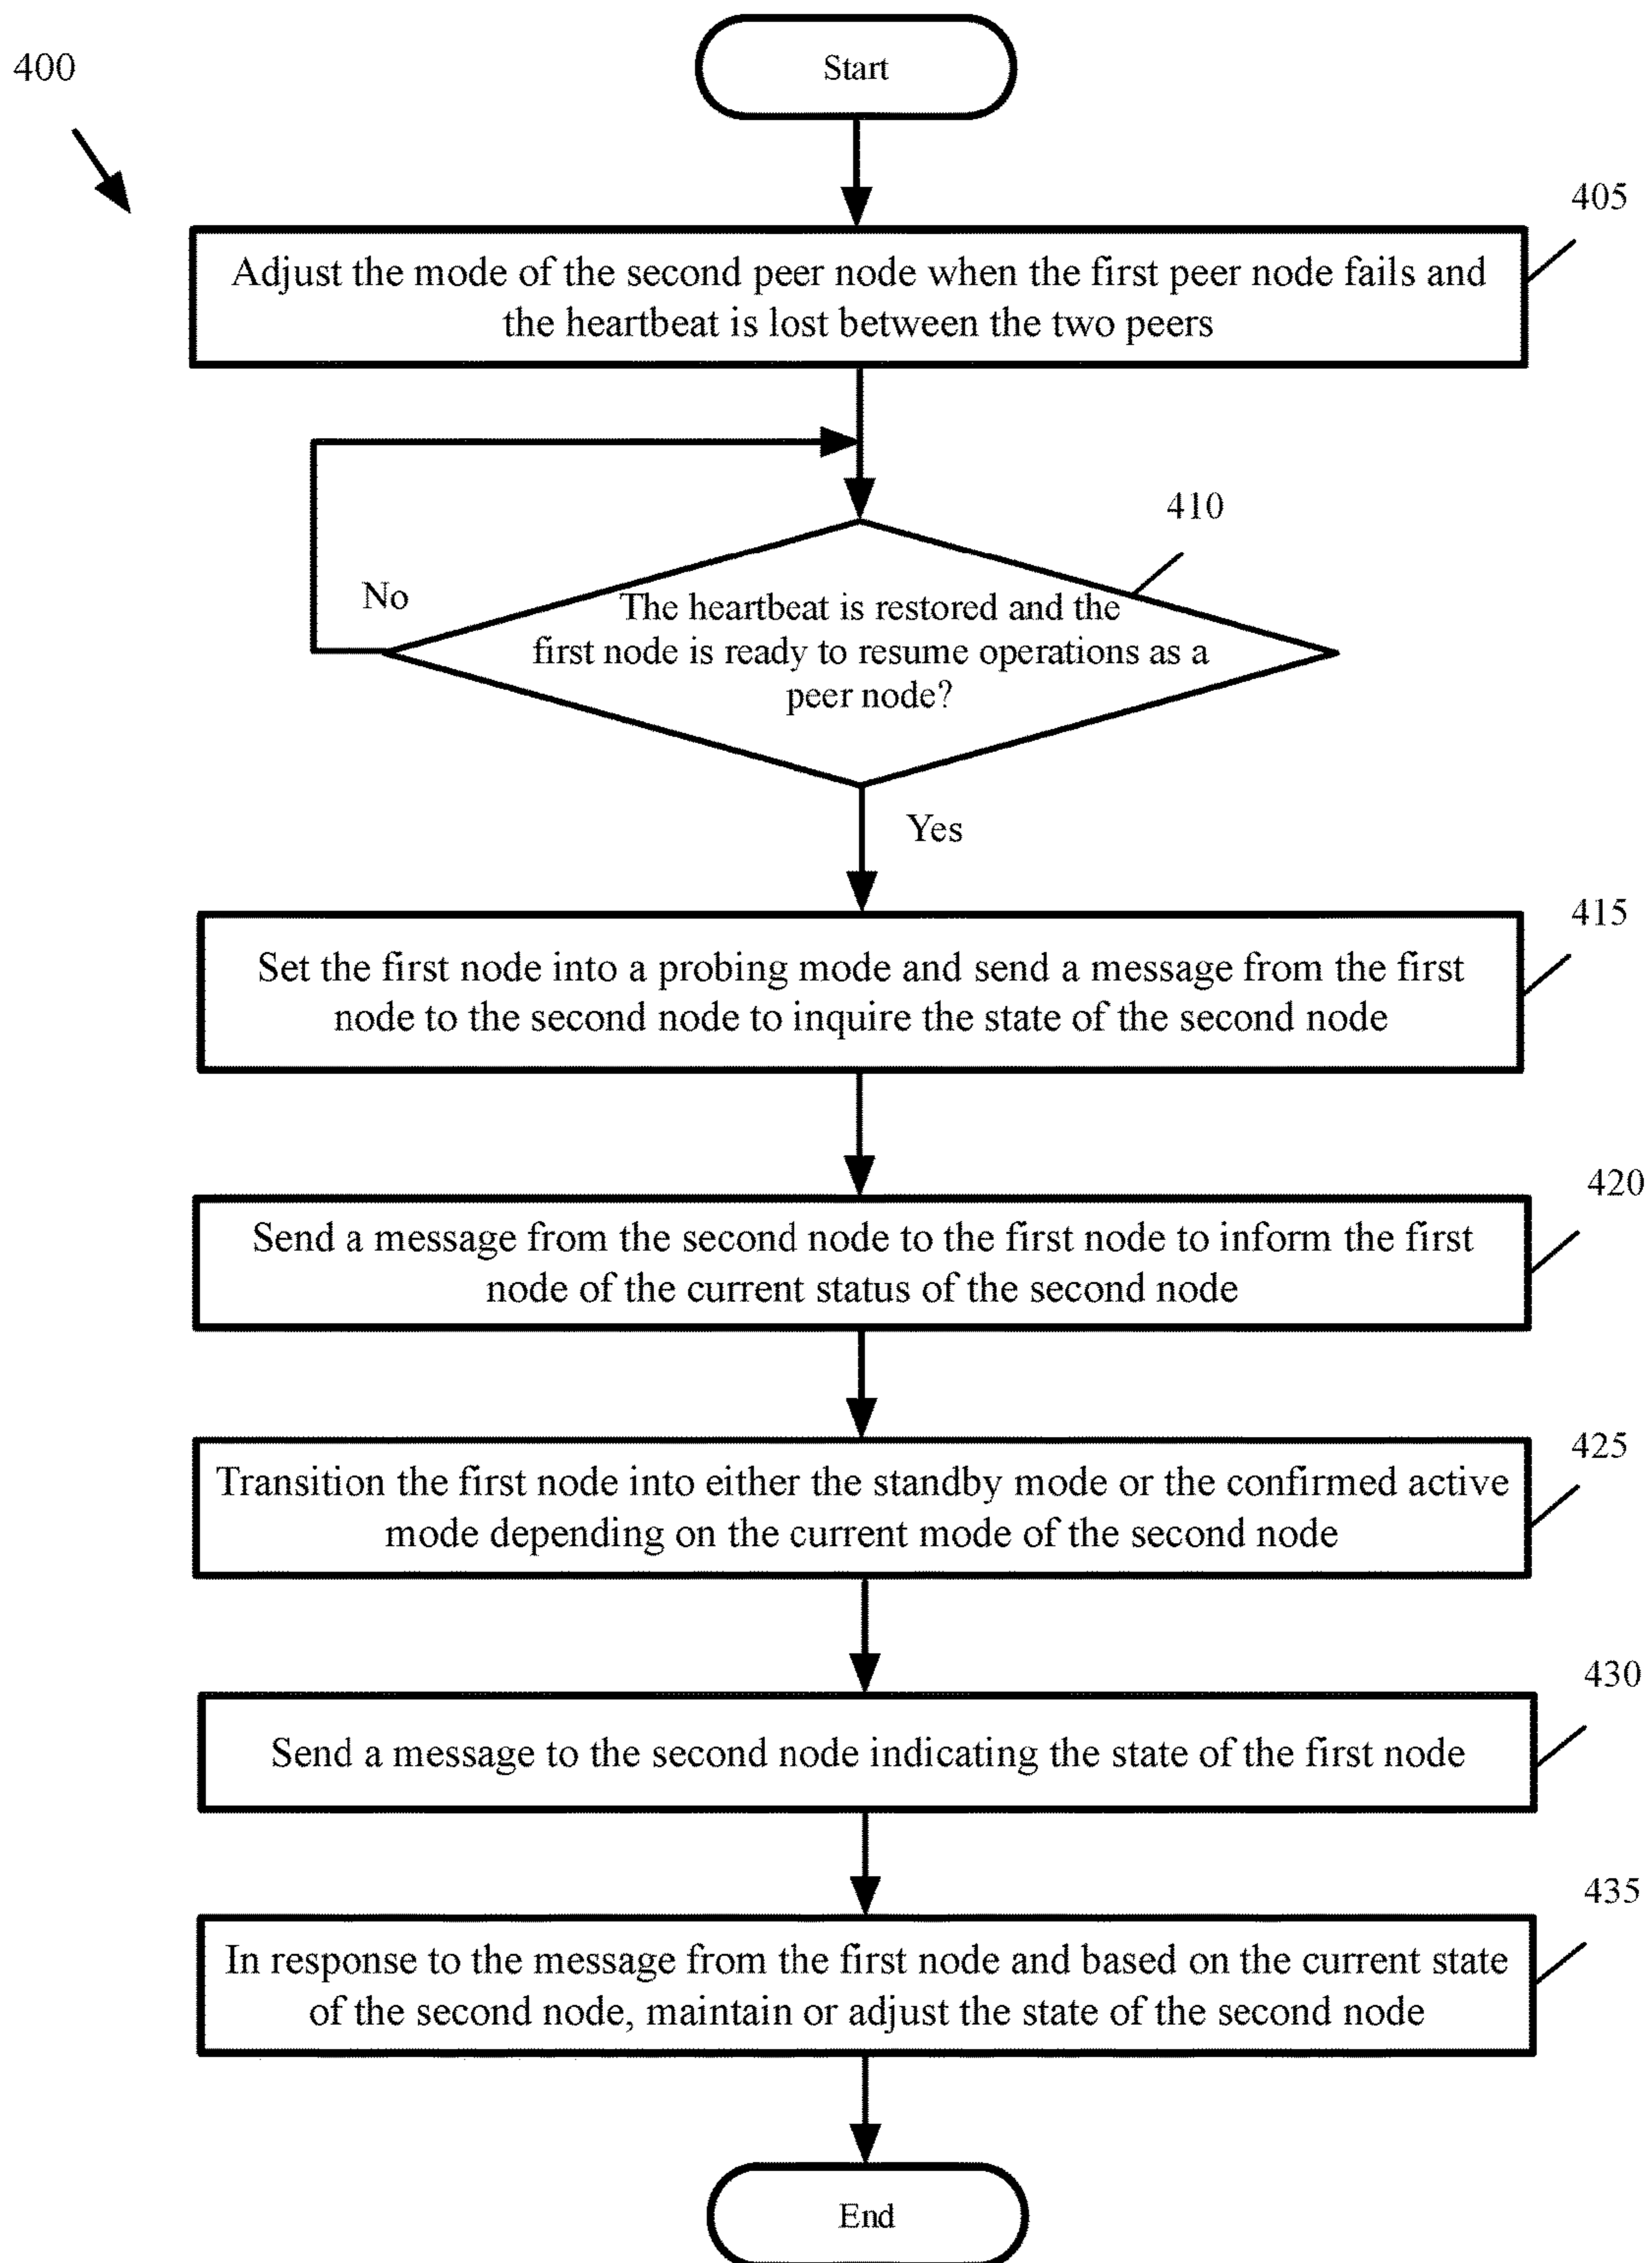 400
Start
405
Adjust the mode of the second peer node when the first peer node fails and
the heartbeat is lost between the two peers
410
No
The heartbeat is restored and the
first node is ready to resume operations as a
peer node?
Yes
415
Set the first node into a probing mode and send a message from the first
node to the second node to inquire the state of the second node
420
Send a message from the second node to the first node to inform the first
node of the current status of the second node
425
Transition the first node into either the standby mode or the confirmed active
mode depending on the current mode of the second node
430
Send a message to the second node indicating the state of the first node
435
In response to the message from the first node and based on the current state
of the second node, maintain or adjust the state of the second node
End